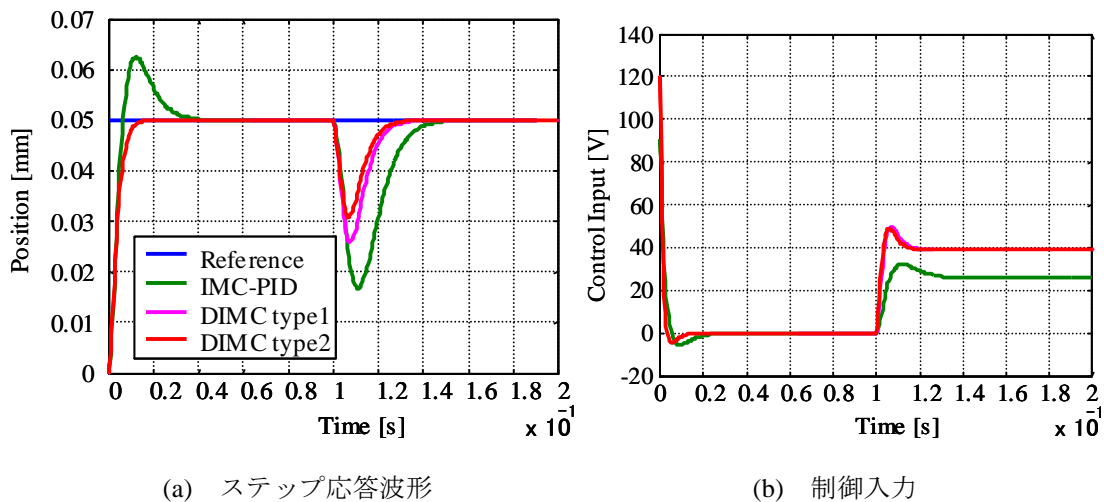 0.07
0.06
0.05
0.04
0.03
0.02
0.01
0
Position [mm]
Reference
IMC-PID
DIMC type1
DIMC type2
0 0.2 0.4 0.6 0.8 1 1.2 1.4 1.6 1.8 2
Time [s]
x 10⁻¹
(a) ステップ応答波形
140
120
100
80
60
40
20
0
-20
Control Input [V]
0 0.2 0.4 0.6 0.8 1 1.2 1.4 1.6 1.8 2
Time [s]
x 10⁻¹
(b) 制御入力